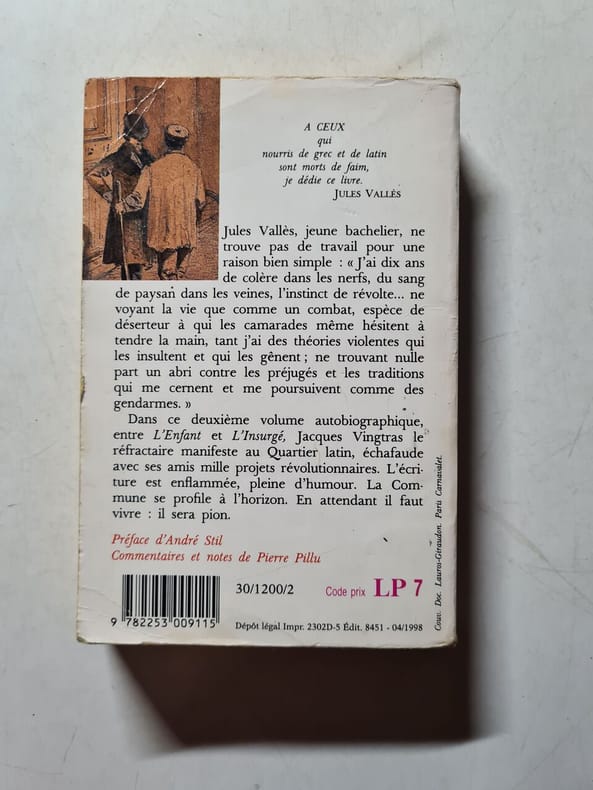 A CEUX
qui
nourris de grec et de latin
sont morts de faim,
je dédie ce livre.
JULES VALLÈS
Jules Vallès, jeune bachelier, ne
trouve pas de travail pour une
raison bien simple : « J'ai dix ans
de colère dans les nerfs, du sang
de paysan dans les veines, l'instinct de révolte... ne
voyant la vie que comme un combat, espèce de
déserteur à qui les camarades même hésitent à
tendre la main, tant j'ai des théories violentes qui
les insultent et qui les gênent ; ne trouvant nulle
part un abri contre les préjugés et les traditions
qui me cernent et me poursuivent comme des
gendarmes. »
Dans ce deuxième volume autobiographique,
entre L'Enfant et L'Insurgé, Jacques Vingtras le
réfractaire manifeste au Quartier latin, échafaude
avec ses amis mille projets révolutionnaires. L'écri-
ture est enflammée, pleine d'humour. La Com-
mune se profile à l'horizon. En attendant il faut
vivre : il sera pion.
Préface d'André Stil
Commentaires et notes de Pierre Pillu
30/1200/2
Code prix LP 7
9 782253 009115
Dépôt légal Impr. 2302D-5 Édit. 8451 - 04/1998
Couv. Doc. Lauros-Giraudon. Paris Carnavalet.